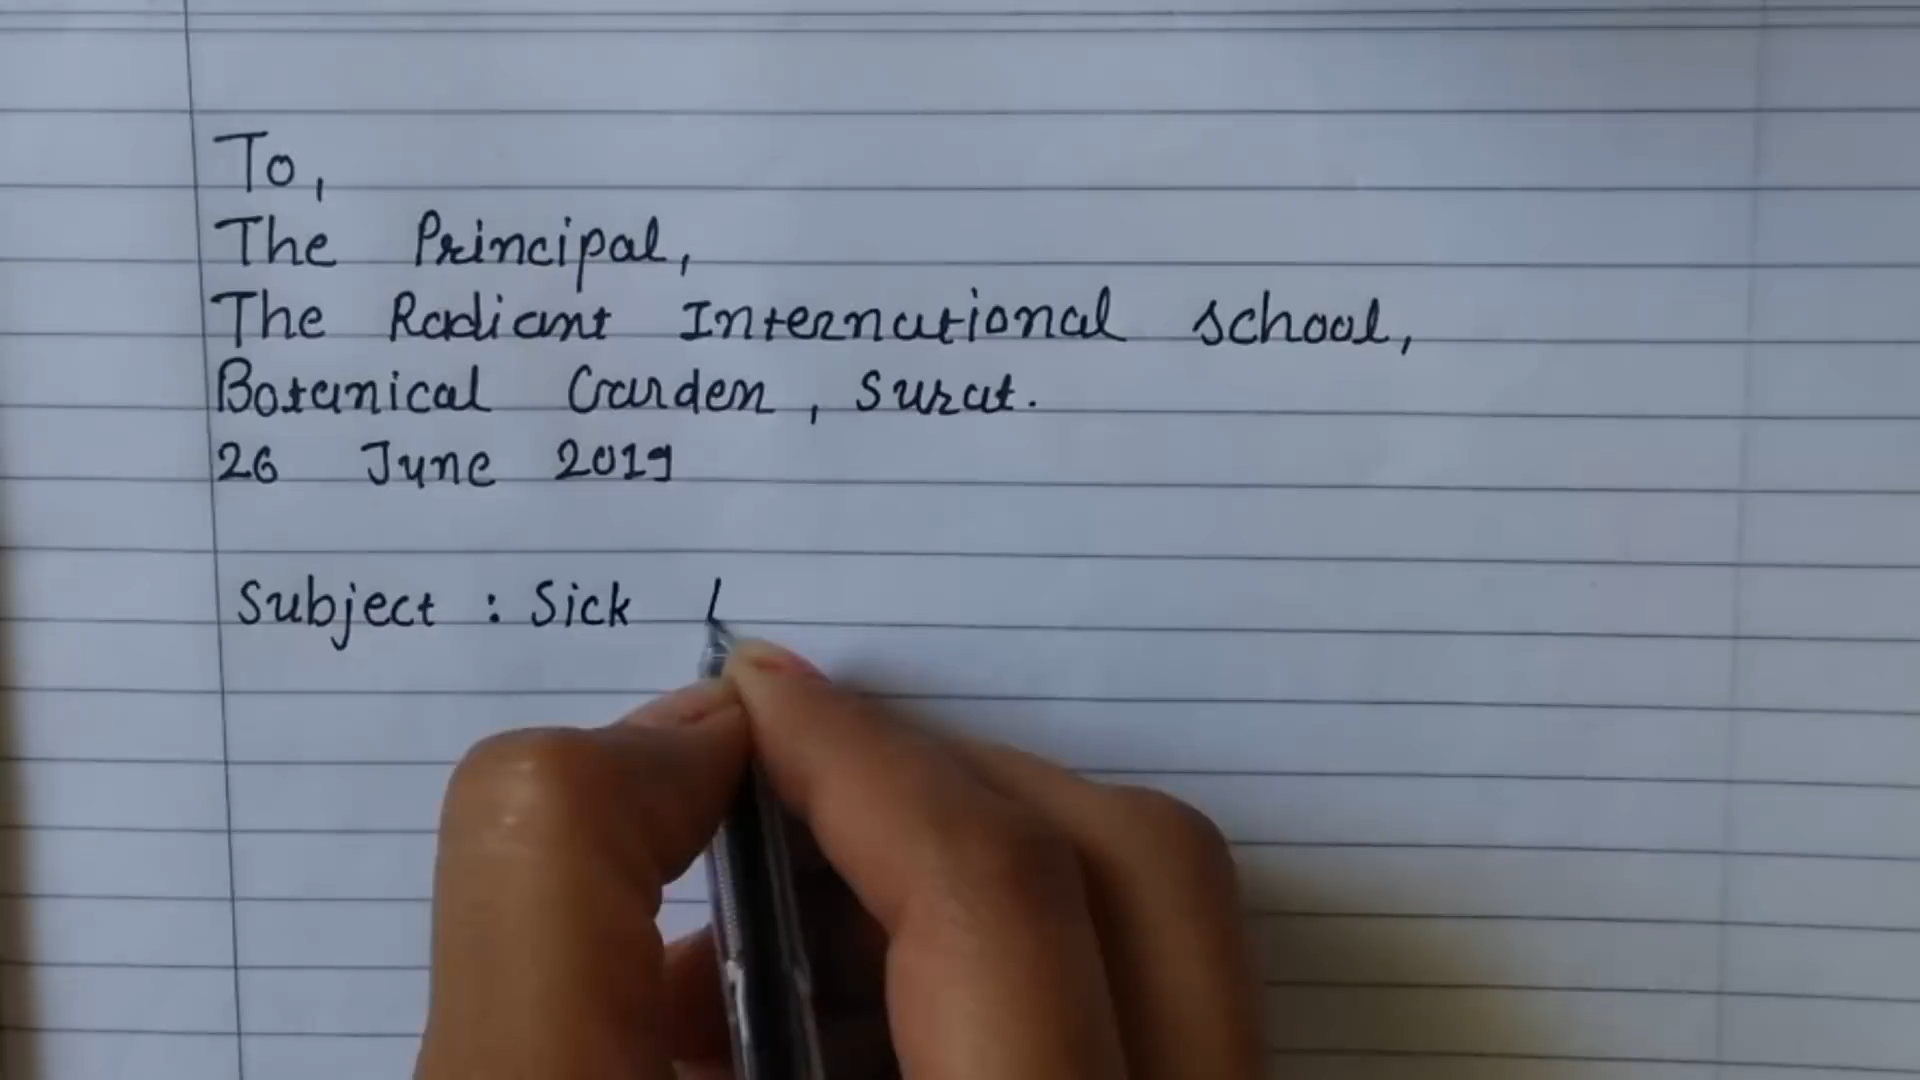 To,
The Principal,
The Radiant International school,
Botanical Garden, Surat.
26 June 2019
Subject : Sick